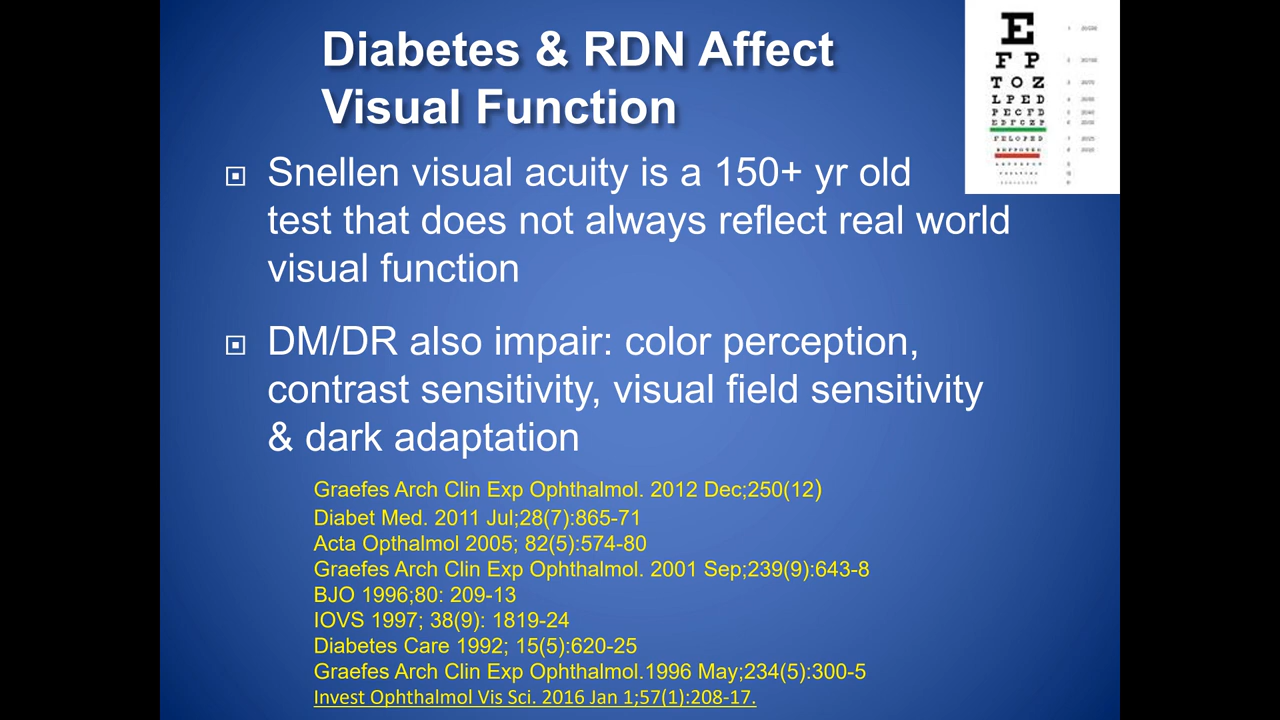 Diabetes & RDN Affect
Visual Function
E
F P
T O Z
L P E D
P E C F D
E D F C Z P
F E L O P Z D
Snellen visual acuity is a 150+ yr old
test that does not always reflect real world
visual function
DM/DR also impair: color perception,
contrast sensitivity, visual field sensitivity
& dark adaptation
Graefes Arch Clin Exp Ophthalmol. 2012 Dec;250(12)
Diabet Med. 2011 Jul;28(7):865-71
Acta Opthalmol 2005; 82(5):574-80
Graefes Arch Clin Exp Ophthalmol. 2001 Sep;239(9):643-8
BJO 1996;80: 209-13
IOVS 1997; 38(9): 1819-24
Diabetes Care 1992; 15(5):620-25
Graefes Arch Clin Exp Ophthalmol.1996 May;234(5):300-5
Invest Ophthalmol Vis Sci. 2016 Jan 1;57(1):208-17.